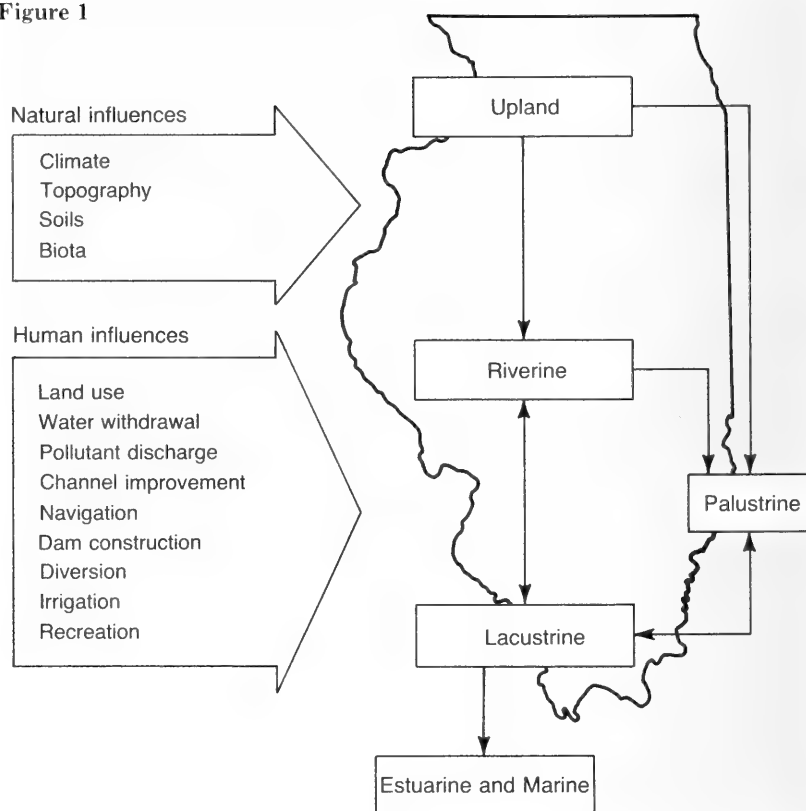 Figure 1
Upland
Natural influences
Climate
Topography
Soils
Biota
Human influences
Land use
Water withdrawal
Pollutant discharge
Channel improvement
Navigation
Dam construction
Diversion
Irrigation
Recreation
Riverine
Palustrine
Lacustrine
Estuarine and Marine